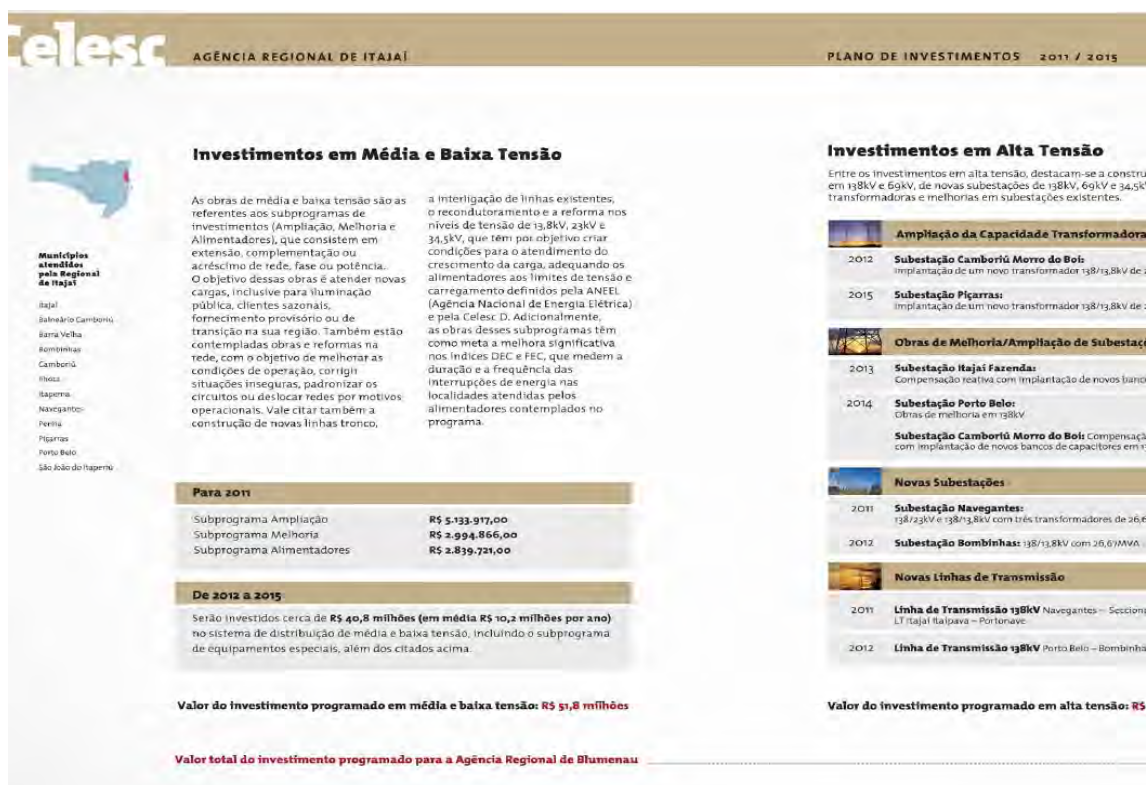 Celesc
AGÊNCIA REGIONAL DE ITAJAÍ
PLANO DE INVESTIMENTOS 2011 / 2015
Municípios
atendidos
pela Regional
de Itajaí
Itajaí
Balneário Camboriú
Barra Velha
Bombinhas
Camboriú
Ilhota
Itapema
Navegantes
Penha
Piçarras
Porto Belo
São João do Itaperiú
Investimentos em Média e Baixa Tensão
As obras de média e baixa tensão são as
referentes aos subprogramas de
investimentos (Ampliação, Melhoria e
Alimentadores), que consistem em
extensão, complementação ou
acréscimo de rede, fase ou potência.
O objetivo dessas obras é atender novas
cargas, inclusive para iluminação
pública, clientes sazonais,
fornecimento provisório ou de
transição na sua região. Também estão
contempladas obras e reformas na
rede, com o objetivo de melhorar as
condições de operação, corrigir
situações inseguras, padronizar os
circuitos ou deslocar redes por motivos
operacionais. Vale citar também a
construção de novas linhas tronco,
a interligação de linhas existentes,
o recondutoramento e a reforma nos
níveis de tensão de 13,8kV, 23kV e
34,5kV, que têm por objetivo criar
condições para o atendimento do
crescimento da carga, adequando os
alimentadores aos limites de tensão e
carregamento definidos pela ANEEL
(Agência Nacional de Energia Elétrica)
e pela Celesc D. Adicionalmente,
as obras desses subprogramas têm
como meta a melhora significativa
nos índices DEC e FEC, que medem a
duração e a frequência das
interrupções de energia nas
localidades atendidas pelos
alimentadores contemplados no
programa.
Para 2011
Subprograma Ampliação R$ 5.133.917,00
Subprograma Melhoria R$ 2.994.866,00
Subprograma Alimentadores R$ 2.839.721,00
De 2012 a 2015
Serão investidos cerca de R$ 40,8 milhões (em média R$ 10,2 milhões por ano)
no sistema de distribuição de média e baixa tensão, incluindo o subprograma
de equipamentos especiais, além dos citados acima.
Valor do investimento programado em média e baixa tensão: R$ 51,8 milhões
Valor total do investimento programado para a Agência Regional de Blumenau
Investimentos em Alta Tensão
Entre os investimentos em alta tensão, destacam-se a constru
em 138kV e 69kV, de novas subestações de 138kV, 69kV e 34,5k
transformadoras e melhorias em subestações existentes.
Ampliação da Capacidade Transformadora
2012 Subestação Camboriú Morro do Boi:
Implantação de um novo transformador 138/13,8kV de
2015 Subestação Piçarras:
Implantação de um novo transformador 138/13,8kV de
Obras de Melhoria/Ampliação de Subestaçõ
2013 Subestação Itajaí Fazenda:
Compensação reativa com implantação de novos banco
2014 Subestação Porto Belo:
Obras de melhoria em 138kV
Subestação Camboriú Morro do Boi: Compensaçã
com implantação de novos bancos de capacitores em
Novas Subestações
2011 Subestação Navegantes:
138/23kV e 138/13,8kV com três transformadores de 26,6
2012 Subestação Bombinhas: 138/13,8kV com 26,67MVA
Novas Linhas de Transmissão
2011 Linha de Transmissão 138kV Navegantes – Secciona
LT Itajaí Itaipava – Portonave
2012 Linha de Transmissão 138kV Porto Belo – Bombinha
Valor do investimento programado em alta tensão: R$